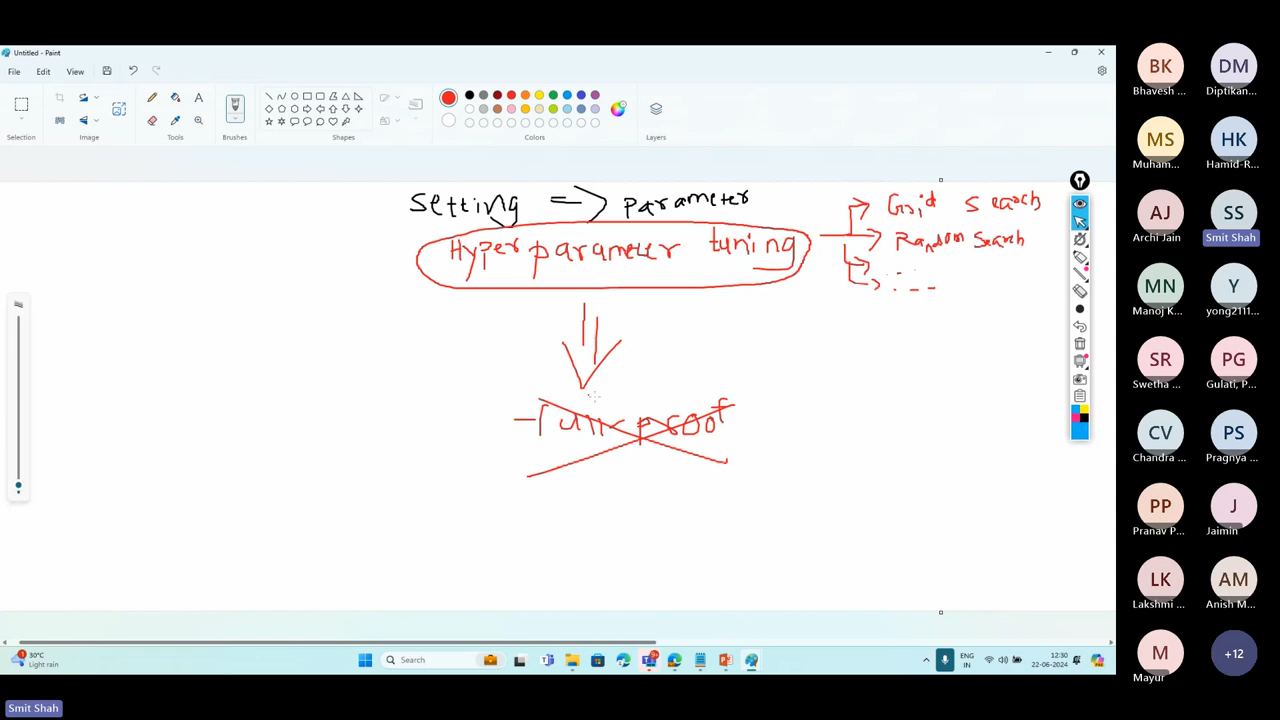 Untitled - Paint
File Edit View
Selection Image Tools Brushes Shapes Colors Layers
Setting => parameter
Hyperparameter tuning
Grid Search
Random Search
BK
Bhavesh ...
DM
Diptikan...
MS
Muham...
HK
Hamid-R...
AJ
Archi Jain
SS
Smit Shah
MN
Manoj K...
Y
yong2111...
SR
Swetha ...
PG
Gulati, P...
CV
Chandra ...
PS
Pragnya ...
PP
Pranav P...
J
Jaimin
LK
Lakshmi ...
AM
Anish M...
M
Mayur
+12
30°C
Light rain
Search
ENG
IN
12:30
22-06-2024
Smit Shah